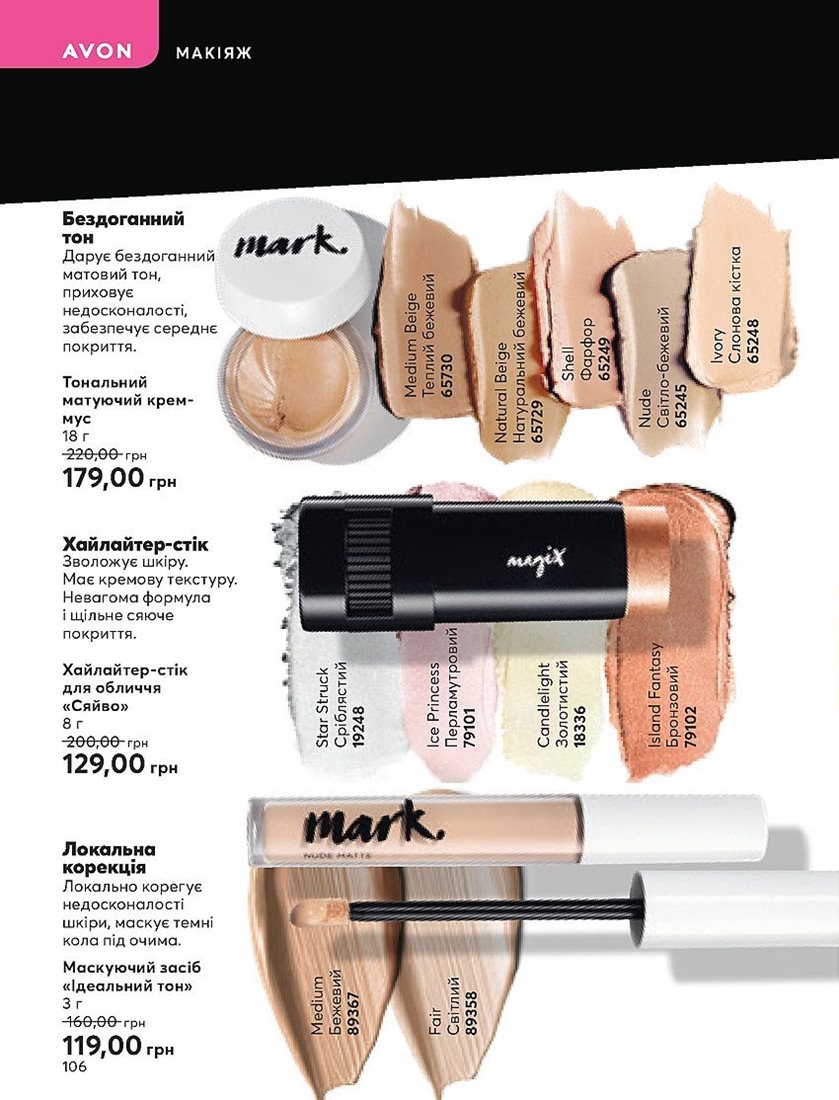 AVON
МАКІЯЖ
Бездоганний
тон
Дарує бездоганний
матовий тон,
приховує
недосконалості,
забезпечує середнє
покриття.
Тональний
матуючий крем-
мус
18 г
220,00 грн
179,00 грн
mark.
Medium Beige
Теплий бежевий
65730
Natural Beige
Натуральний бежевий
65729
Shell
Фарфор
65249
Nude
Світло-бежевий
65245
Ivory
Слонова кістка
65248
Хайлайтер-стік
Зволожує шкіру.
Має кремову текстуру.
Невагома формула
і щільне сяюче
покриття.
Хайлайтер-стік
для обличчя
«Сяйво»
8 г
200,00 грн
129,00 грн
magix
Star Struck
Сріблястий
19248
Ice Princess
Перламутровий
79101
Candlelight
Золотистий
18336
Island Fantasy
Бронзовий
79102
Локальна
корекція
Локально корегує
недосконалості
шкіри, маскує темні
кола під очима.
Маскуючий засіб
«Ідеальний тон»
3 г
160,00 грн
119,00 грн
mark.
NUDE MATTE
Medium
Бежевий
89367
Fair
Світлий
89358
106